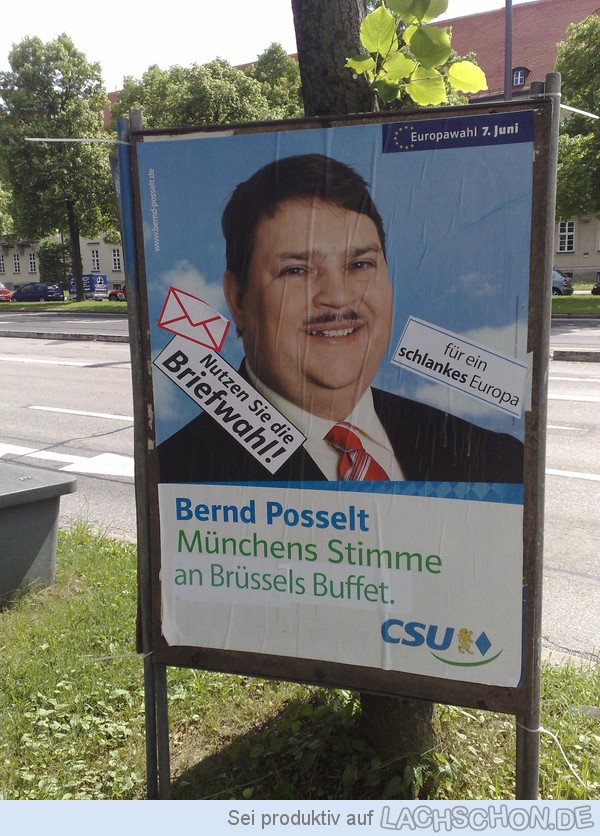 Europawahl 7. Juni
www.bernd-posselt.de
Nutzen Sie die
Briefwahl!
für ein
schlankes Europa
Bernd Posselt
Münchens Stimme
an Brüssels Buffet.
CSU
Sei produktiv auf LACHSCHON.DE